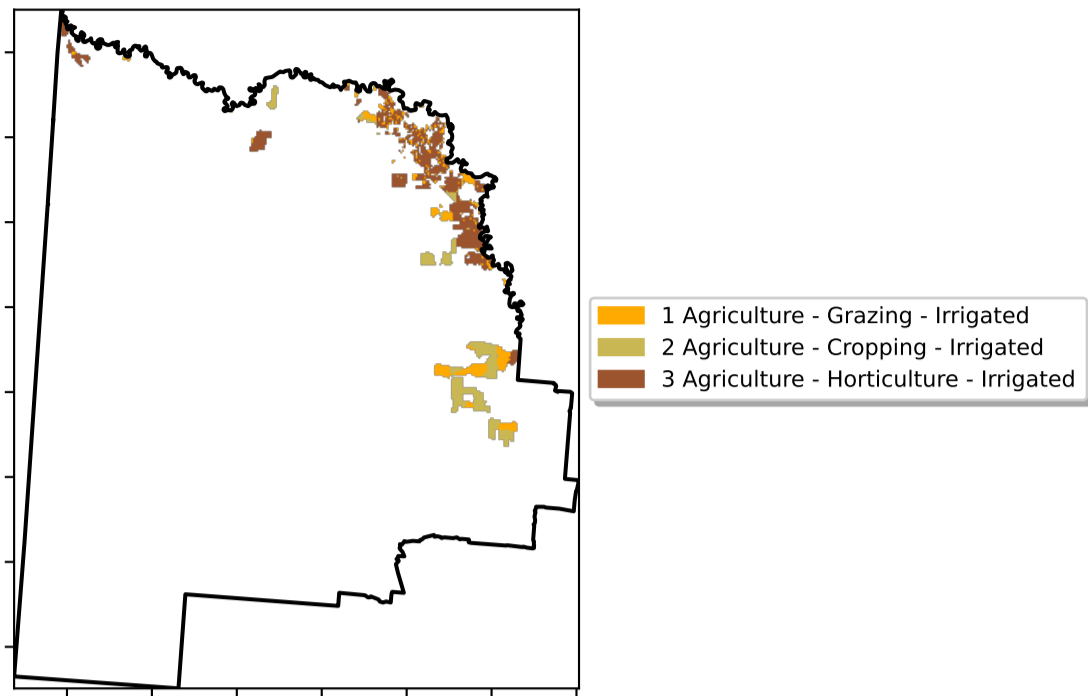 1 Agriculture - Grazing - Irrigated
2 Agriculture - Cropping - Irrigated
3 Agriculture - Horticulture - Irrigated